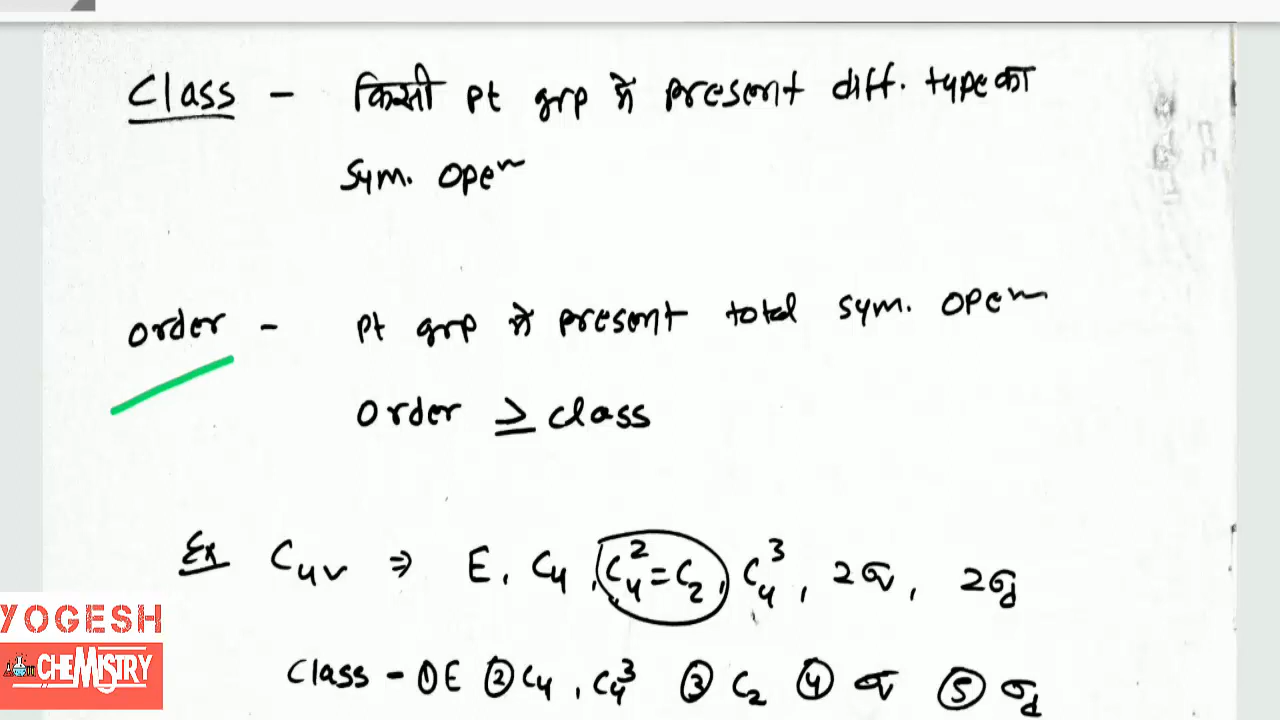 Class - किसी pt grp में present diff. type का
Sym. Opeⁿ
Order - pt grp में present total sym. opeⁿ
Order ≥ class
Ex C₄ᵥ ⇒ E, C₄, C₄² = C₂, C₄³, 2σᵥ, 2σd
YOGESH
CHEMISTRY
Class - ① E ② C₄, C₄³ ③ C₂ ④ σᵥ ⑤ σd